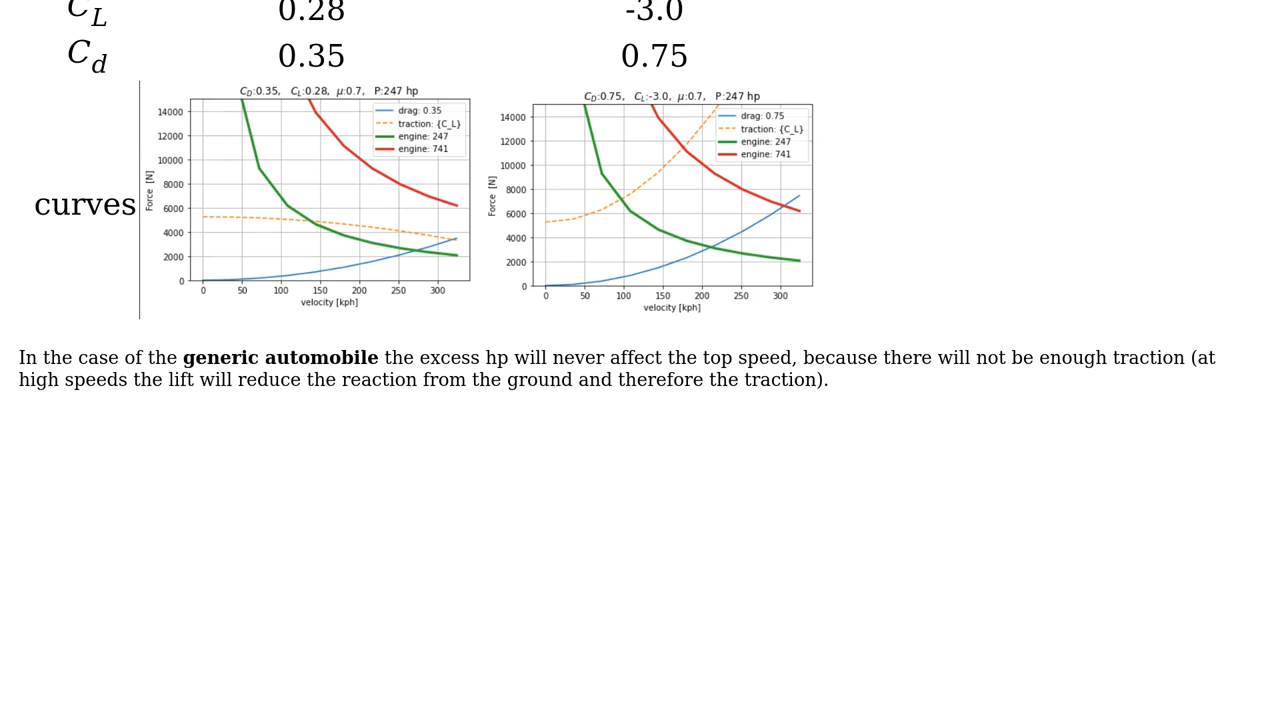 C_L 0.28 -3.0
C_d 0.35 0.75
curves
C_D:0.35, C_L:0.28, μ:0.7, P:247 hp
drag: 0.35
traction: {C_L}
engine: 247
engine: 741
Force [N]
14000
12000
10000
8000
6000
4000
2000
0
0 50 100 150 200 250 300
velocity [kph]
C_D:0.75, C_L:-3.0, μ:0.7, P:247 hp
drag: 0.75
traction: {C_L}
engine: 247
engine: 741
Force [N]
14000
12000
10000
8000
6000
4000
2000
0
0 50 100 150 200 250 300
velocity [kph]
In the case of the generic automobile the excess hp will never affect the top speed, because there will not be enough traction (at
high speeds the lift will reduce the reaction from the ground and therefore the traction).